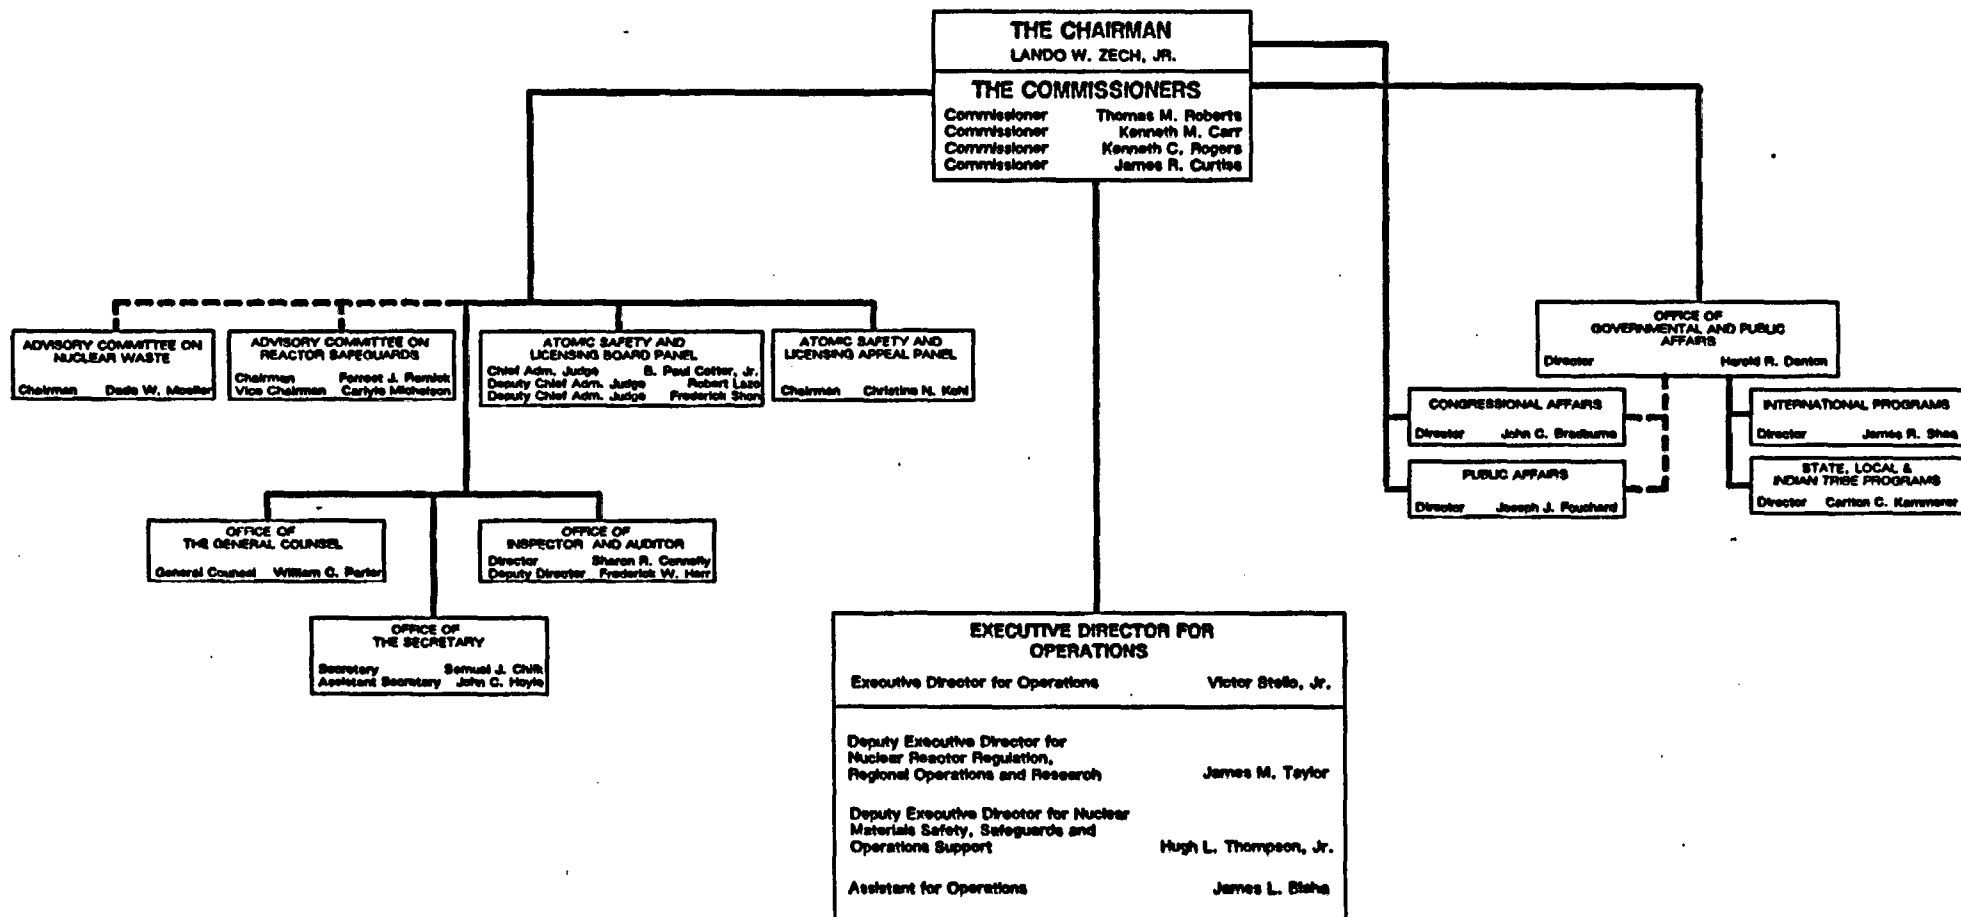 THE CHAIRMAN
LANDO W. ZECH, JR.
THE COMMISSIONERS
Commissioner Thomas M. Roberts
Commissioner Kenneth M. Carr
Commissioner Kenneth C. Rogers
Commissioner James R. Curtiss
ADVISORY COMMITTEE ON
NUCLEAR WASTE
Chairman Dade W. Moeller
ADVISORY COMMITTEE ON
REACTOR SAFEGUARDS
Chairman Forrest J. Remick
Vice Chairman Carlyle Michelson
ATOMIC SAFETY AND
LICENSING BOARD PANEL
Chief Adm. Judge B. Paul Cotter, Jr.
Deputy Chief Adm. Judge Robert Lazo
Deputy Chief Adm. Judge Frederick Shon
ATOMIC SAFETY AND
LICENSING APPEAL PANEL
Chairman Christine N. Kohl
OFFICE OF
GOVERNMENTAL AND PUBLIC
AFFAIRS
Director Harold R. Denton
CONGRESSIONAL AFFAIRS
Director John C. Bradburne
INTERNATIONAL PROGRAMS
Director James R. Shea
PUBLIC AFFAIRS
Director Joseph J. Fouchard
STATE, LOCAL &
INDIAN TRIBE PROGRAMS
Director Carlton C. Kammerer
OFFICE OF
THE GENERAL COUNSEL
General Counsel William C. Parler
OFFICE OF
INSPECTOR AND AUDITOR
Director Sharon R. Connelly
Deputy Director Frederick W. Herr
OFFICE OF
THE SECRETARY
Secretary Samuel J. Chilk
Assistant Secretary John C. Hoyle
EXECUTIVE DIRECTOR FOR
OPERATIONS
Executive Director for Operations Victor Stello, Jr.
Deputy Executive Director for
Nuclear Reactor Regulation,
Regional Operations and Research James M. Taylor
Deputy Executive Director for Nuclear
Materials Safety, Safeguards and
Operations Support Hugh L. Thompson, Jr.
Assistant for Operations James L. Blaha